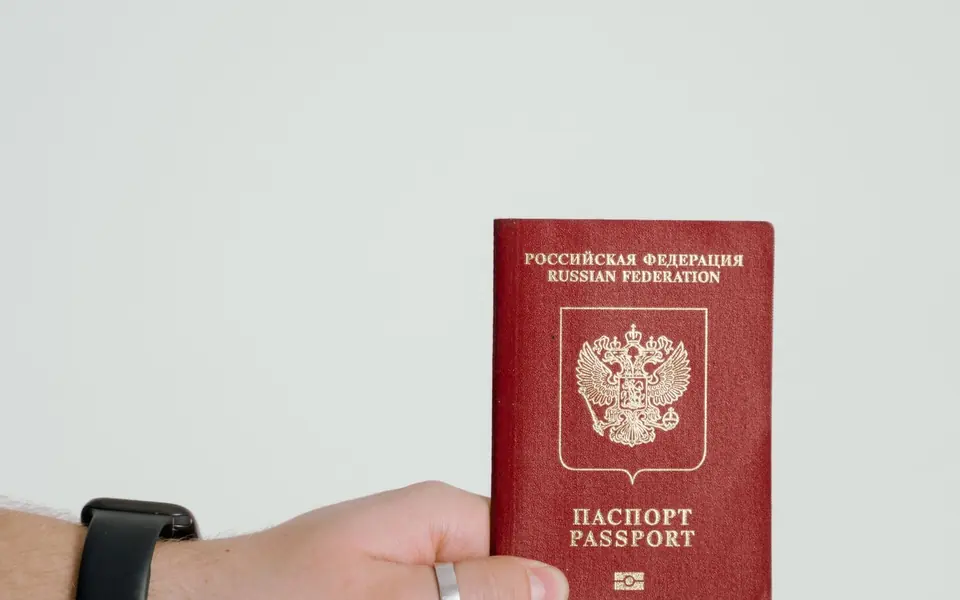 РОССИЙСКАЯ ФЕДЕРАЦИЯ
RUSSIAN FEDERATION
ПАСПОРТ
PASSPORT